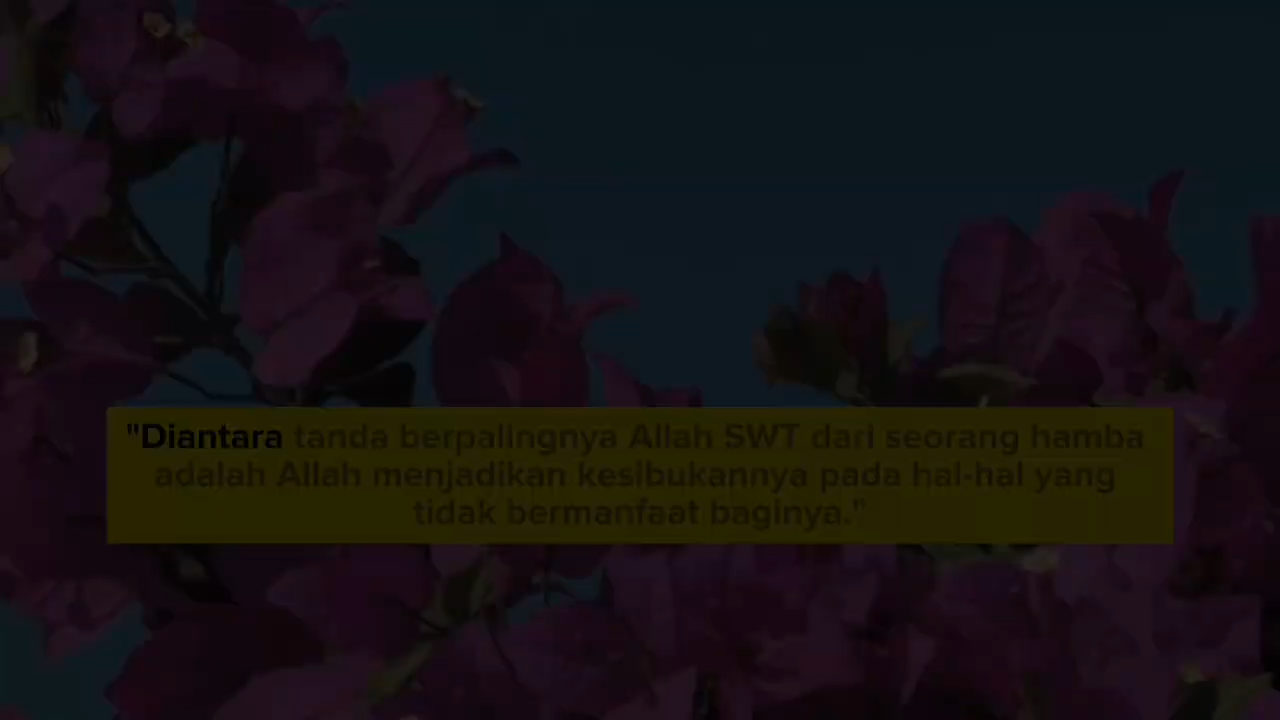 "Diantara tanda berpalingnya Allah SWT dari seorang hamba
adalah Allah menjadikan kesibukannya pada hal-hal yang
tidak bermanfaat baginya."